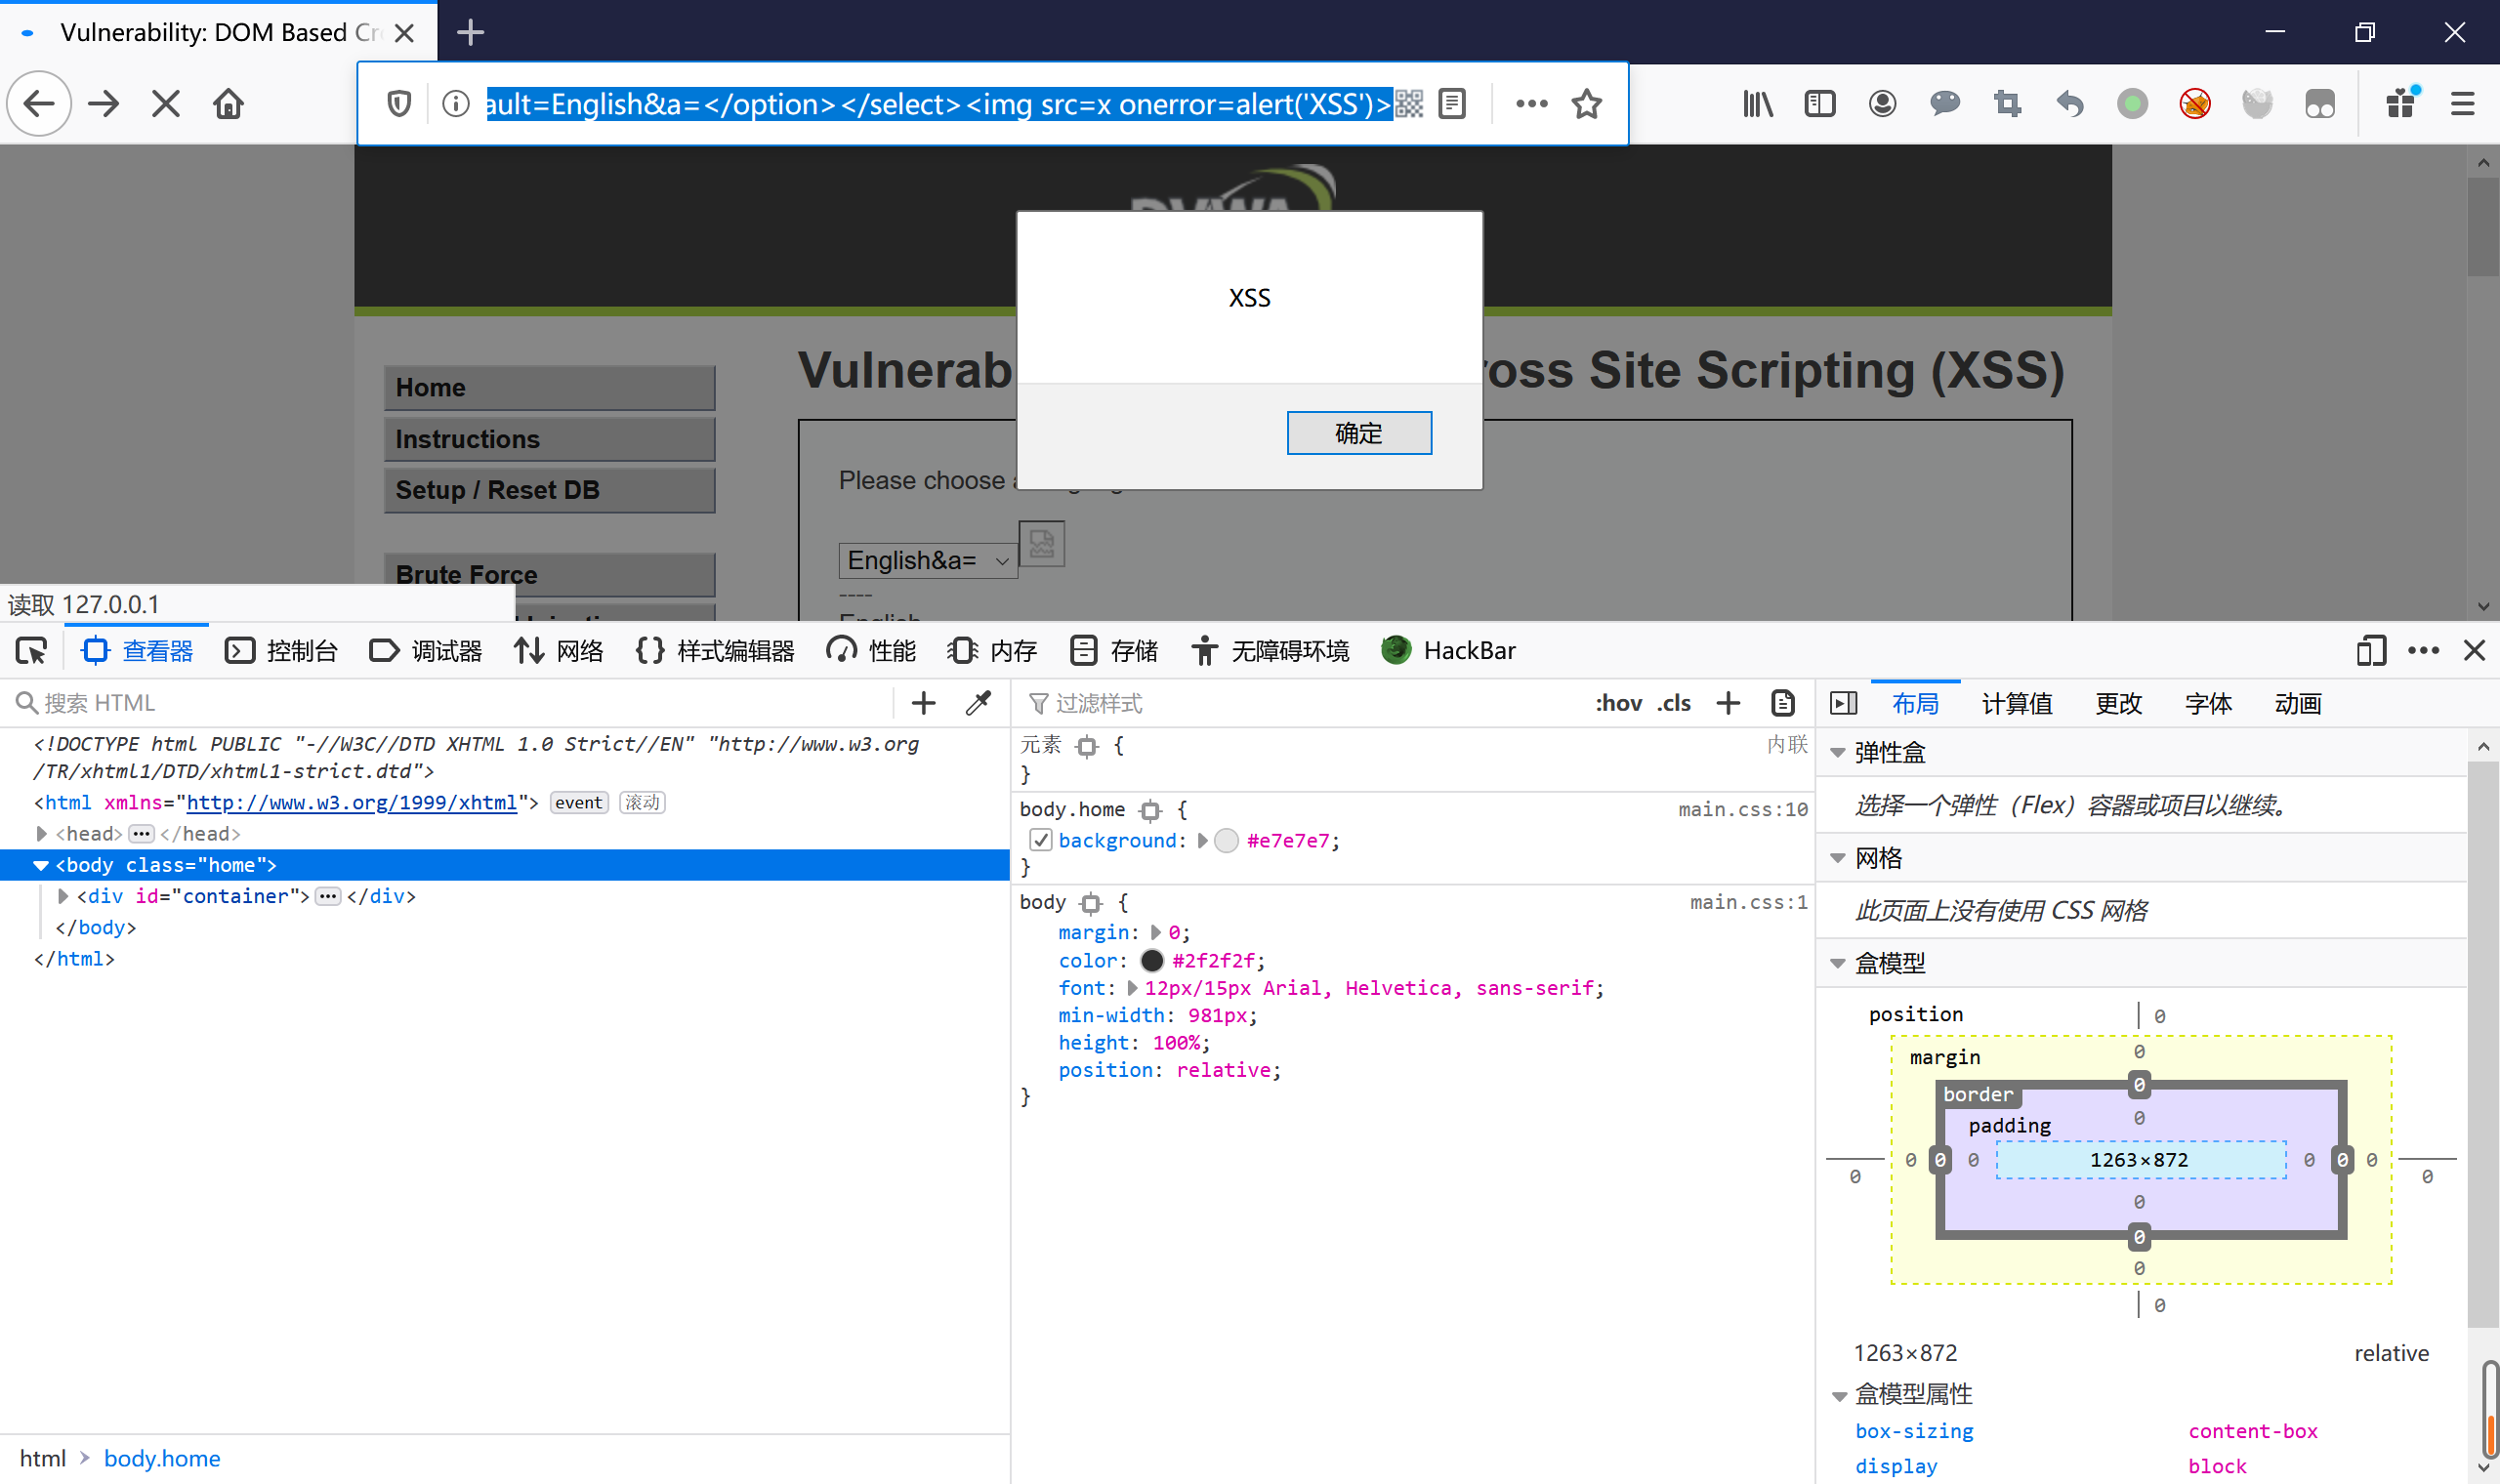 Vulnerability: DOM Based Cr
ault=English&a=</option></select><img src=x onerror=alert('XSS')>
XSS
确定
Vulnerab
ross Site Scripting (XSS)
Home
Instructions
Setup / Reset DB
Brute Force
Please choose a
English&a=
----
English
读取 127.0.0.1
查看器
控制台
调试器
网络
样式编辑器
性能
内存
存储
无障碍环境
HackBar
搜索 HTML
<!DOCTYPE html PUBLIC "-//W3C//DTD XHTML 1.0 Strict//EN" "http://www.w3.org
/TR/xhtml1/DTD/xhtml1-strict.dtd">
<html xmlns="http://www.w3.org/1999/xhtml"> event 滚动
<head> ••• </head>
<body class="home">
<div id="container"> ••• </div>
</body>
</html>
html
body.home
过滤样式
:hov .cls
元素 {
内联
}
body.home {
main.css:10
background: #e7e7e7;
}
body {
main.css:1
margin: 0;
color: #2f2f2f;
font: 12px/15px Arial, Helvetica, sans-serif;
min-width: 981px;
height: 100%;
position: relative;
}
布局
计算值
更改
字体
动画
弹性盒
选择一个弹性（Flex）容器或项目以继续。
网格
此页面上没有使用 CSS 网格
盒模型
position
0
margin
0
border
0
padding
0
0
0
0
0
1263×872
0
0
0
0
0
0
0
0
1263×872
relative
盒模型属性
box-sizing
content-box
display
block